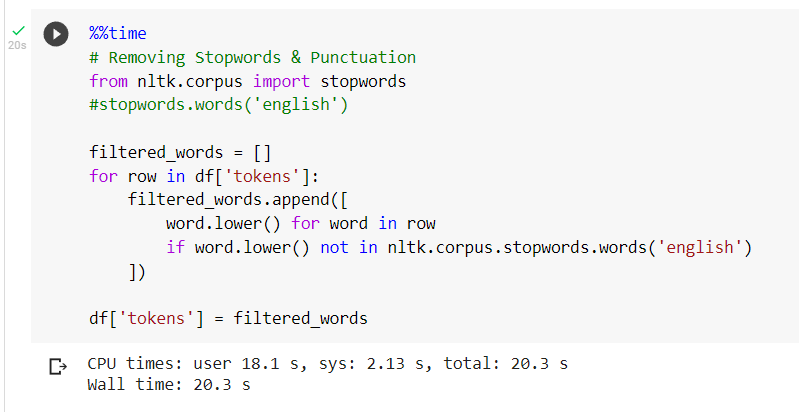 20s
%%time
# Removing Stopwords & Punctuation
from nltk.corpus import stopwords
#stopwords.words('english')
filtered_words = []
for row in df['tokens']:
    filtered_words.append([
        word.lower() for word in row
        if word.lower() not in nltk.corpus.stopwords.words('english')
    ])
df['tokens'] = filtered_words
CPU times: user 18.1 s, sys: 2.13 s, total: 20.3 s
Wall time: 20.3 s